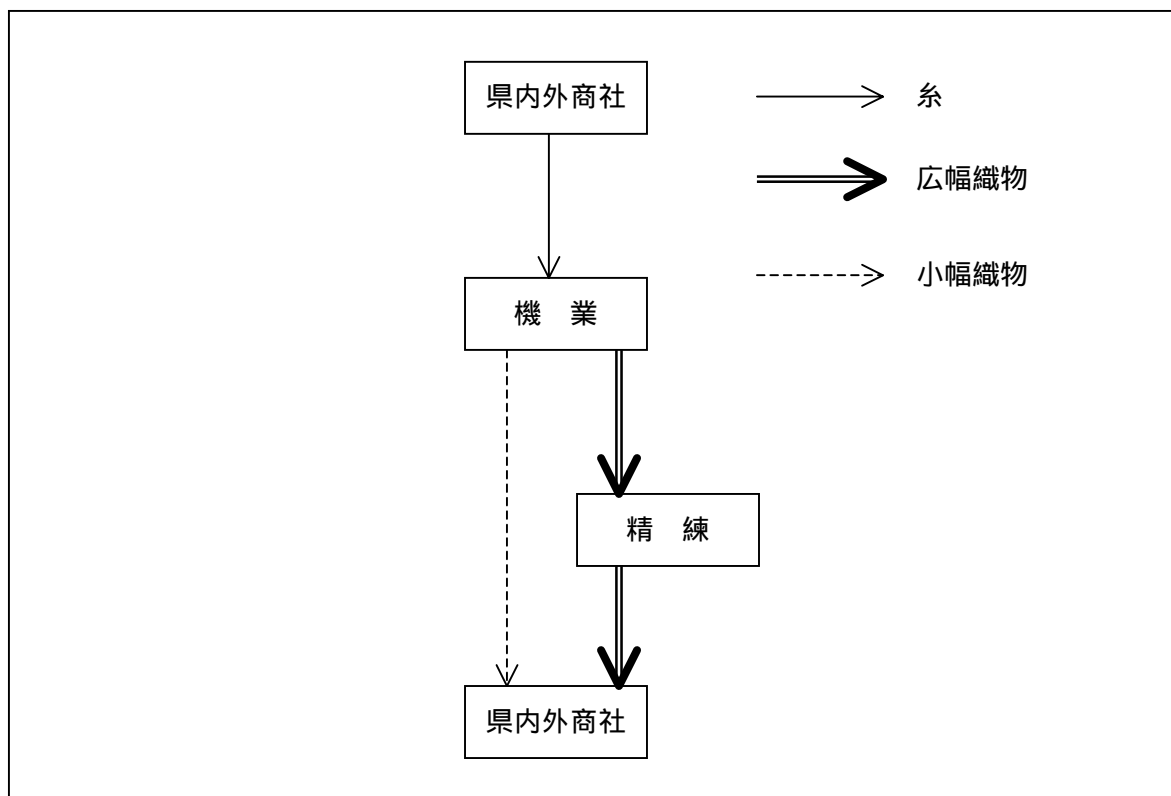 県内外商社
糸
広幅織物
小幅織物
機　業
精　練
県内外商社